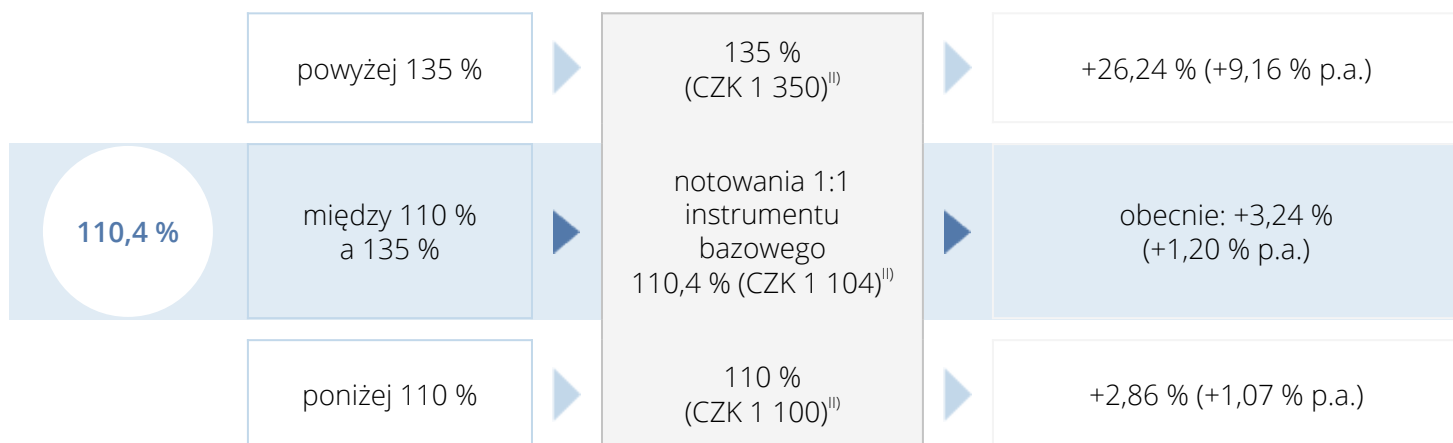 powyżej 135 %
135 %
(CZK 1 350)II)
+26,24 % (+9,16 % p.a.)
110,4 %
między 110 %
a 135 %
notowania 1:1
instrumentu
bazowego
110,4 % (CZK 1 104)II)
obecnie: +3,24 %
(+1,20 % p.a.)
poniżej 110 %
110 %
(CZK 1 100)II)
+2,86 % (+1,07 % p.a.)